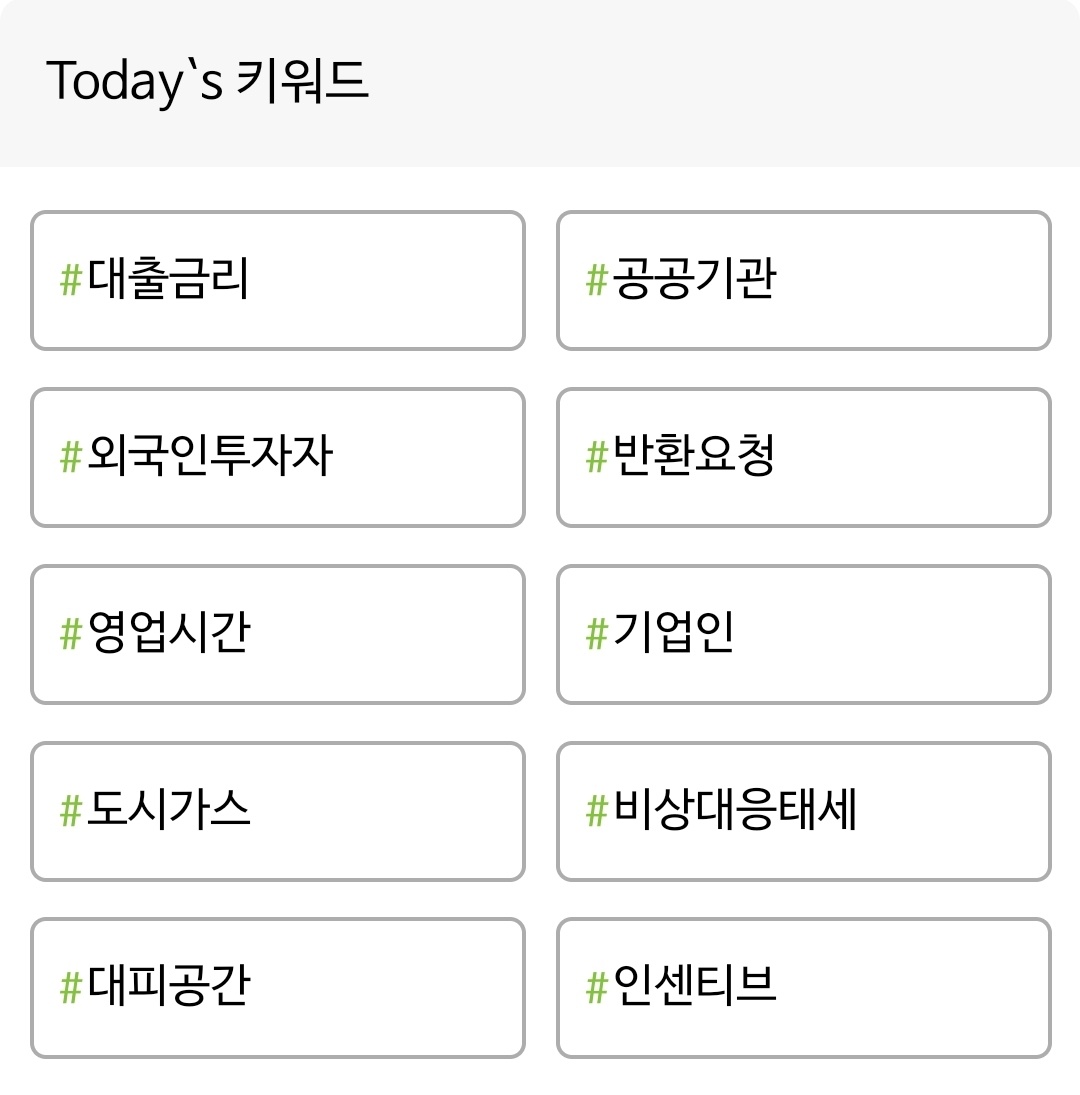 Today`s 키워드
#대출금리
#공공기관
#외국인투자자
#반환요청
#영업시간
#기업인
#도시가스
#비상대응태세
#대피공간
#인센티브